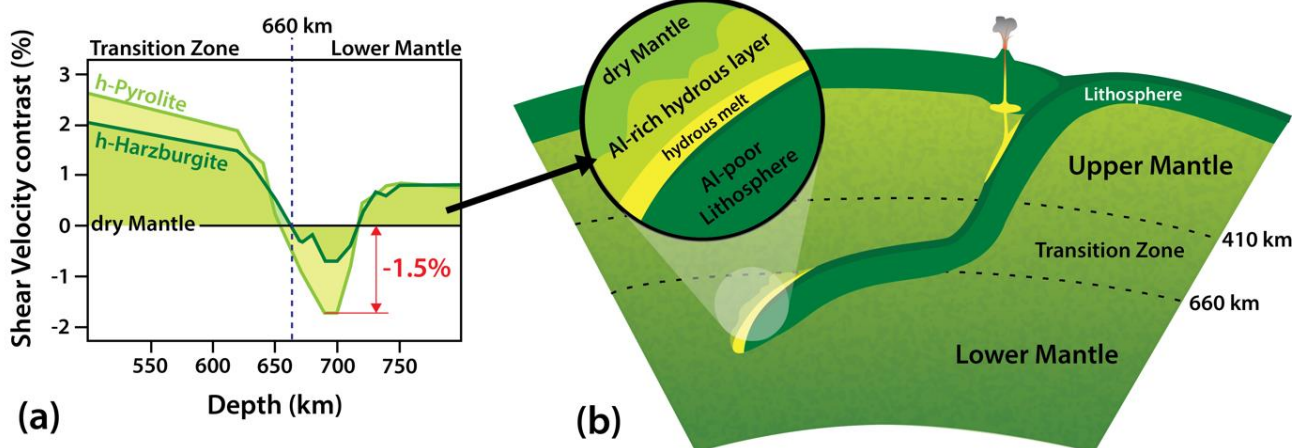 660 km
Transition Zone
Lower Mantle
Shear Velocity contrast (%)
3
2
1
0
-1
-2
h-Pyrolite
h-Harzburgite
dry Mantle
-1.5%
550
600
650
700
750
Depth (km)
(a)
dry Mantle
Al-rich hydrous layer
hydrous melt
Al-poor
Lithosphere
Lithosphere
Upper Mantle
410 km
Transition Zone
660 km
Lower Mantle
(b)